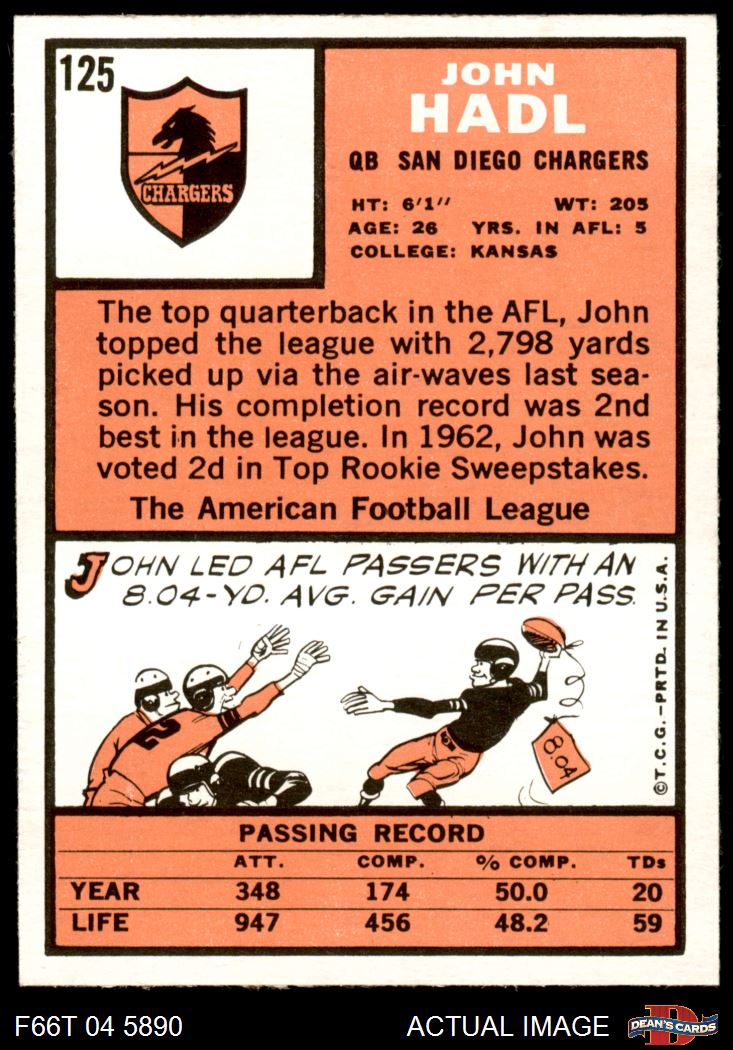 125
CHARGERS
JOHN
HADL
QB SAN DIEGO CHARGERS
HT: 6'1" WT: 205
AGE: 26 YRS. IN AFL: 5
COLLEGE: KANSAS
The top quarterback in the AFL, John
topped the league with 2,798 yards
picked up via the air-waves last sea-
son. His completion record was 2nd
best in the league. In 1962, John was
voted 2d in Top Rookie Sweepstakes.
The American Football League
JOHN LED AFL PASSERS WITH AN
8.04-YD. AVG. GAIN PER PASS.
2
8.04
©T.C.G.—PRTD. IN U.S.A.
PASSING RECORD
ATT. COMP. % COMP. TDs
YEAR 348 174 50.0 20
LIFE 947 456 48.2 59
F66T 04 5890 ACTUAL IMAGE
D
DEAN'S CARDS